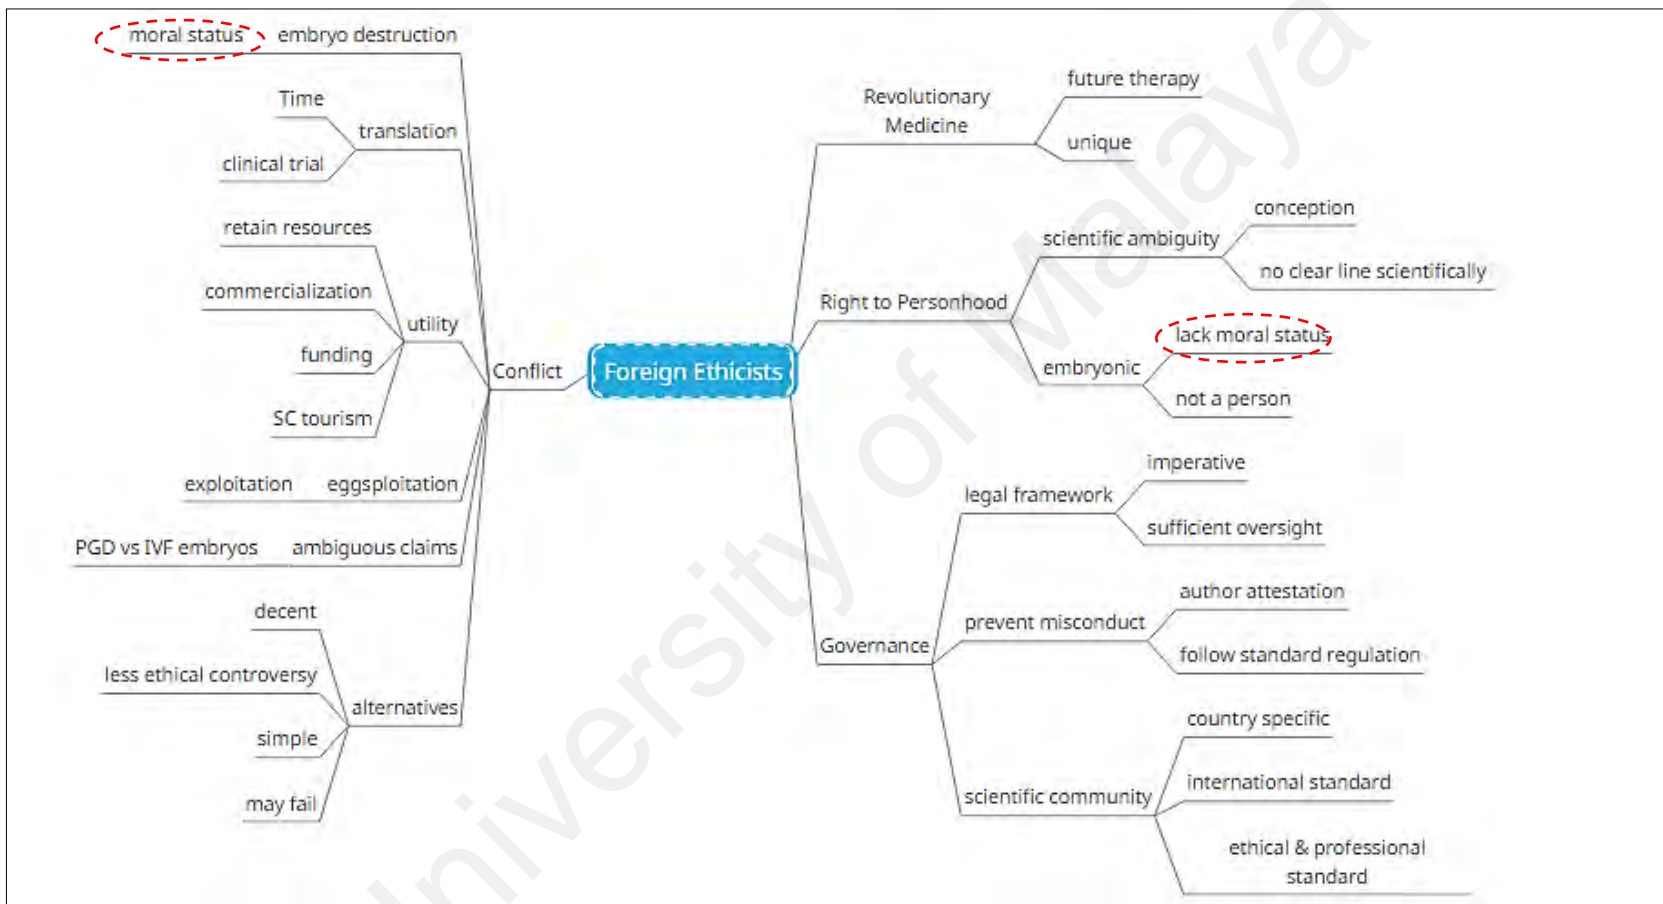 moral status
embryo destruction
Time
translation
clinical trial
retain resources
commercialization
utility
funding
SC tourism
Conflict
exploitation
eggsploitation
PGD vs IVF embryos
ambiguous claims
decent
less ethical controversy
alternatives
simple
may fail
Foreign Ethicists
Revolutionary
Medicine
future therapy
unique
Right to Personhood
scientific ambiguity
conception
no clear line scientifically
embryonic
lack moral status
not a person
Governance
legal framework
imperative
sufficient oversight
prevent misconduct
author attestation
follow standard regulation
scientific community
country specific
international standard
ethical & professional
standard
University of Malaya